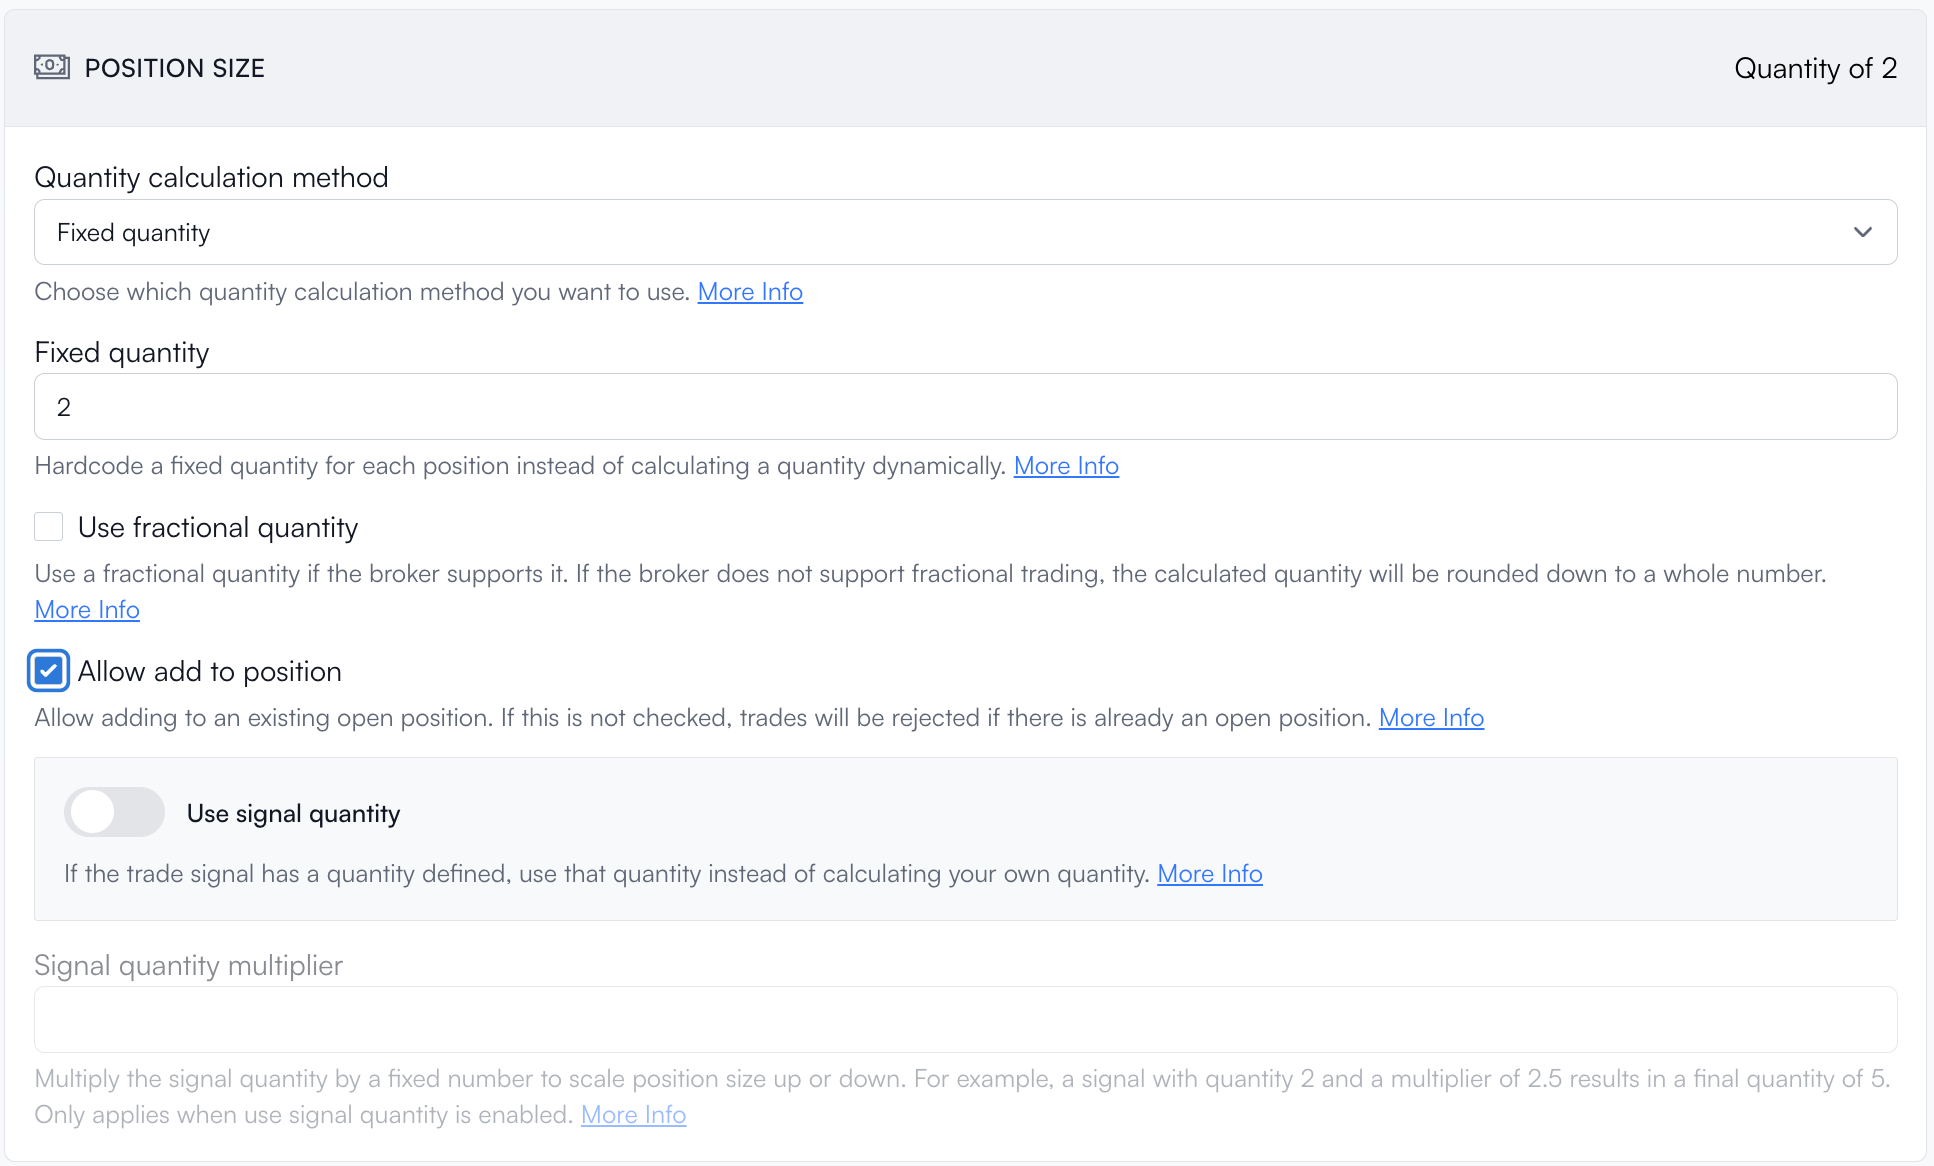 POSITION SIZE
Quantity of 2
Quantity calculation method
Fixed quantity
Choose which quantity calculation method you want to use. More Info
Fixed quantity
2
Hardcode a fixed quantity for each position instead of calculating a quantity dynamically. More Info
Use fractional quantity
Use a fractional quantity if the broker supports it. If the broker does not support fractional trading, the calculated quantity will be rounded down to a whole number.
More Info
Allow add to position
Allow adding to an existing open position. If this is not checked, trades will be rejected if there is already an open position. More Info
Use signal quantity
If the trade signal has a quantity defined, use that quantity instead of calculating your own quantity. More Info
Signal quantity multiplier
Multiply the signal quantity by a fixed number to scale position size up or down. For example, a signal with quantity 2 and a multiplier of 2.5 results in a final quantity of 5.
Only applies when use signal quantity is enabled. More Info